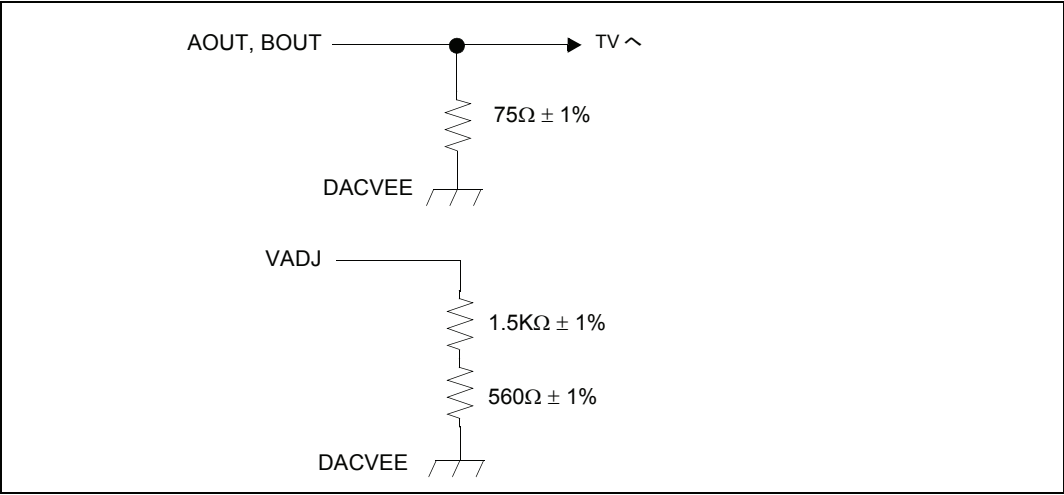 AOUT, BOUT
TV へ
75Ω ± 1%
DACVEE
VADJ
1.5KΩ ± 1%
560Ω ± 1%
DACVEE